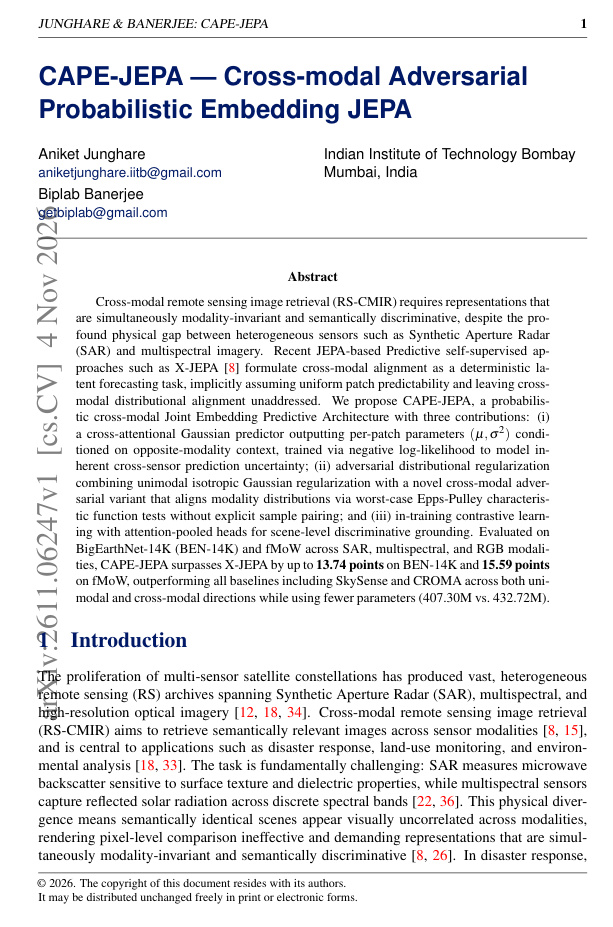 JUNGHARE & BANERJEE: CAPE-JEPA 1
CAPE-JEPA — Cross-modal Adversarial
Probabilistic Embedding JEPA
Aniket Junghare
aniketjunghare.iitb@gmail.com
Biplab Banerjee
getbiplab@gmail.com
Indian Institute of Technology Bombay
Mumbai, India
Abstract
Cross-modal remote sensing image retrieval (RS-CMIR) requires representations that
are simultaneously modality-invariant and semantically discriminative, despite the pro-
found physical gap between heterogeneous sensors such as Synthetic Aperture Radar
(SAR) and multispectral imagery. Recent JEPA-based Predictive self-supervised ap-
proaches such as X-JEPA [8] formulate cross-modal alignment as a deterministic la-
tent forecasting task, implicitly assuming uniform patch predictability and leaving cross-
modal distributional alignment unaddressed. We propose CAPE-JEPA, a probabilis-
tic cross-modal Joint Embedding Predictive Architecture with three contributions: (i)
a cross-attentional Gaussian predictor outputting per-patch parameters (μ,σ²) condi-
tioned on opposite-modality context, trained via negative log-likelihood to model in-
herent cross-sensor prediction uncertainty; (ii) adversarial distributional regularization
combining unimodal isotropic Gaussian regularization with a novel cross-modal adver-
sarial variant that aligns modality distributions via worst-case Epps-Pulley characteris-
tic function tests without explicit sample pairing; and (iii) in-training contrastive learn-
ing with attention-pooled heads for scene-level discriminative grounding. Evaluated on
BigEarthNet-14K (BEN-14K) and fMoW across SAR, multispectral, and RGB modali-
ties, CAPE-JEPA surpasses X-JEPA by up to 13.74 points on BEN-14K and 15.59 points
on fMoW, outperforming all baselines including SkySense and CROMA across both uni-
modal and cross-modal directions while using fewer parameters (407.30M vs. 432.72M).
1 Introduction
The proliferation of multi-sensor satellite constellations has produced vast, heterogeneous
remote sensing (RS) archives spanning Synthetic Aperture Radar (SAR), multispectral, and
high-resolution optical imagery [12, 18, 34]. Cross-modal remote sensing image retrieval
(RS-CMIR) aims to retrieve semantically relevant images across sensor modalities [8, 15],
and is central to applications such as disaster response, land-use monitoring, and environ-
mental analysis [18, 33]. The task is fundamentally challenging: SAR measures microwave
backscatter sensitive to surface texture and dielectric properties, while multispectral sensors
capture reflected solar radiation across discrete spectral bands [22, 36]. This physical diver-
gence means semantically identical scenes appear visually uncorrelated across modalities,
rendering pixel-level comparison ineffective and demanding representations that are simul-
taneously modality-invariant and semantically discriminative [8, 26]. In disaster response,
© 2026. The copyright of this document resides with its authors.
It may be distributed unchanged freely in print or electronic forms.
arXiv:2611.06247v1 [cs.CV] 4 Nov 2026